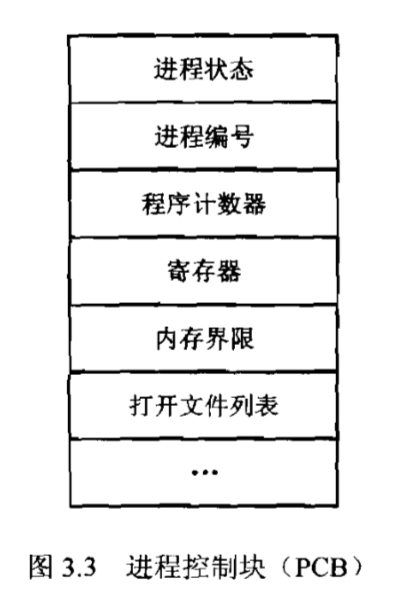 进程状态
进程编号
程序计数器
寄存器
内存界限
打开文件列表
...
图 3.3 进程控制块（PCB）